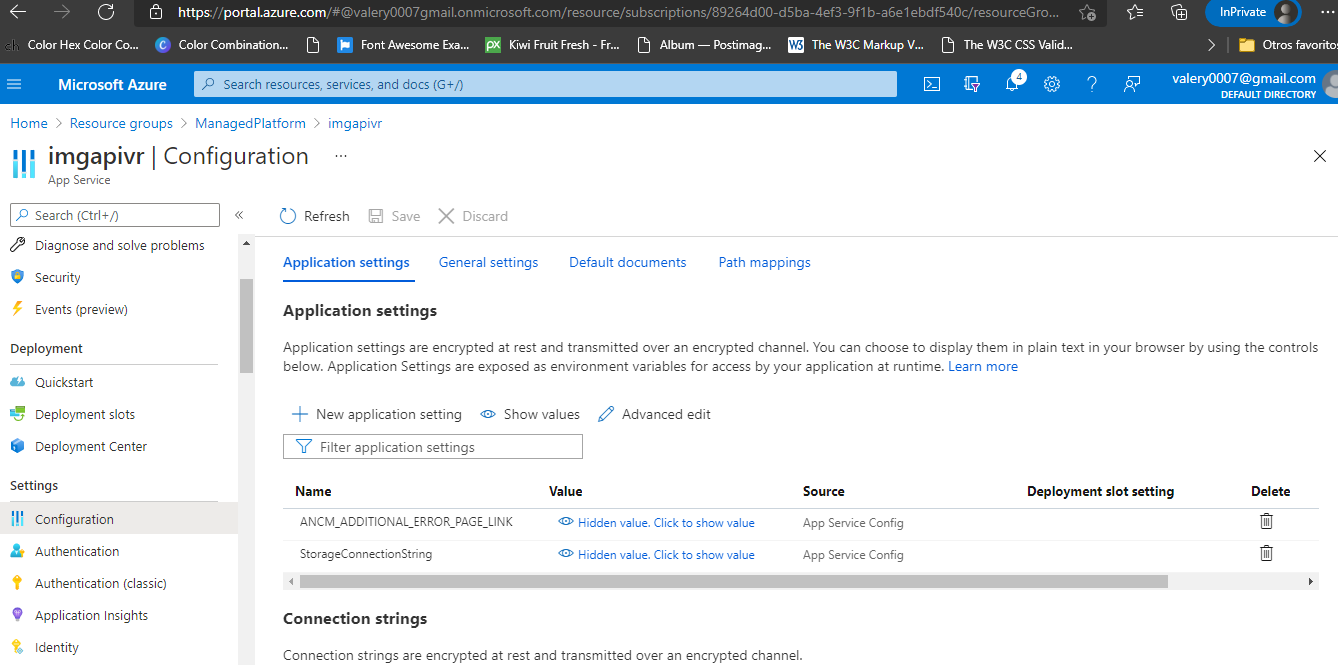 https://portal.azure.com/#@valery0007gmail.onmicrosoft.com/resource/subscriptions/89264d00-d5ba-4ef3-9f1b-a6e1ebdf540c/resourceGro...
InPrivate
Color Hex Color Co...
Color Combination...
Font Awesome Exa...
px Kiwi Fruit Fresh - Fr...
Album — Postimag...
W3 The W3C Markup V...
The W3C CSS Valid...
Otros favoritos
Microsoft Azure
Search resources, services, and docs (G+/)
4
valery0007@gmail.com
DEFAULT DIRECTORY
Home > Resource groups > ManagedPlatform > imgapivr
imgapivr | Configuration ...
App Service
Search (Ctrl+/)
«
Refresh
Save
Discard
Diagnose and solve problems
Security
Events (preview)
Deployment
Quickstart
Deployment slots
Deployment Center
Settings
Configuration
Authentication
Authentication (classic)
Application Insights
Identity
Application settings
General settings
Default documents
Path mappings
Application settings
Application settings are encrypted at rest and transmitted over an encrypted channel. You can choose to display them in plain text in your browser by using the controls
below. Application Settings are exposed as environment variables for access by your application at runtime. Learn more
New application setting
Show values
Advanced edit
Filter application settings
Name Value Source Deployment slot setting Delete
ANCM_ADDITIONAL_ERROR_PAGE_LINK Hidden value. Click to show value App Service Config
StorageConnectionString Hidden value. Click to show value App Service Config
Connection strings
Connection strings are encrypted at rest and transmitted over an encrypted channel.